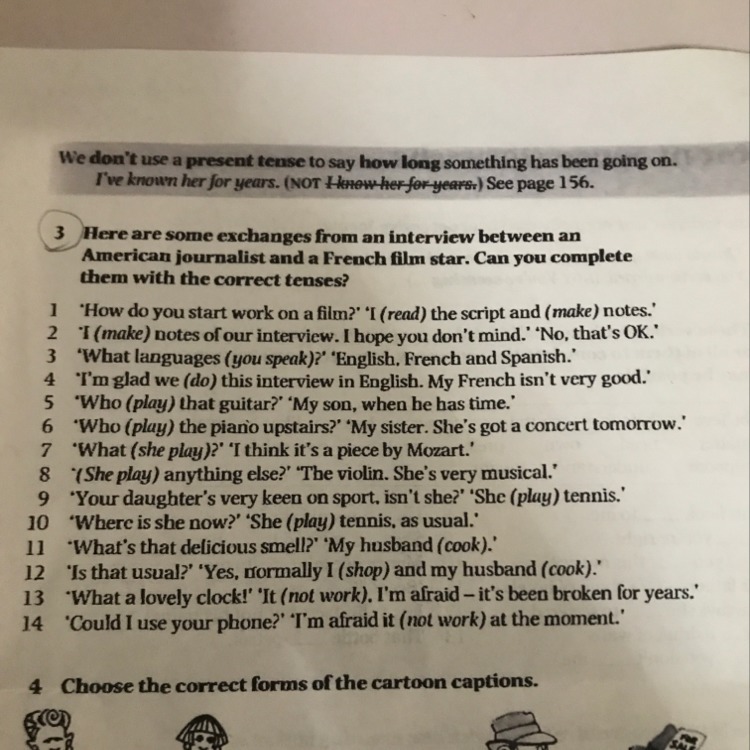 We don't use a present tense to say how long something has been going on.
I've known her for years. (NOT I know her for years.) See page 156.
3 Here are some exchanges from an interview between an
American journalist and a French film star. Can you complete
them with the correct tenses?
1 'How do you start work on a film?' 'I (read) the script and (make) notes.'
2 'I (make) notes of our interview. I hope you don't mind.' 'No, that's OK.'
3 'What languages (you speak)?' 'English, French and Spanish.'
4 'I'm glad we (do) this interview in English. My French isn't very good.'
5 'Who (play) that guitar?' 'My son, when he has time.'
6 'Who (play) the piano upstairs?' 'My sister. She's got a concert tomorrow.'
7 'What (she play)?' 'I think it's a piece by Mozart.'
8 '(She play) anything else?' 'The violin. She's very musical.'
9 'Your daughter's very keen on sport, isn't she?' 'She (play) tennis.'
10 'Where is she now?' 'She (play) tennis, as usual.'
11 'What's that delicious smell?' 'My husband (cook).'
12 'Is that usual?' 'Yes, normally I (shop) and my husband (cook).'
13 'What a lovely clock!' 'It (not work), I'm afraid – it's been broken for years.'
14 'Could I use your phone?' 'I'm afraid it (not work) at the moment.'
4 Choose the correct forms of the cartoon captions.